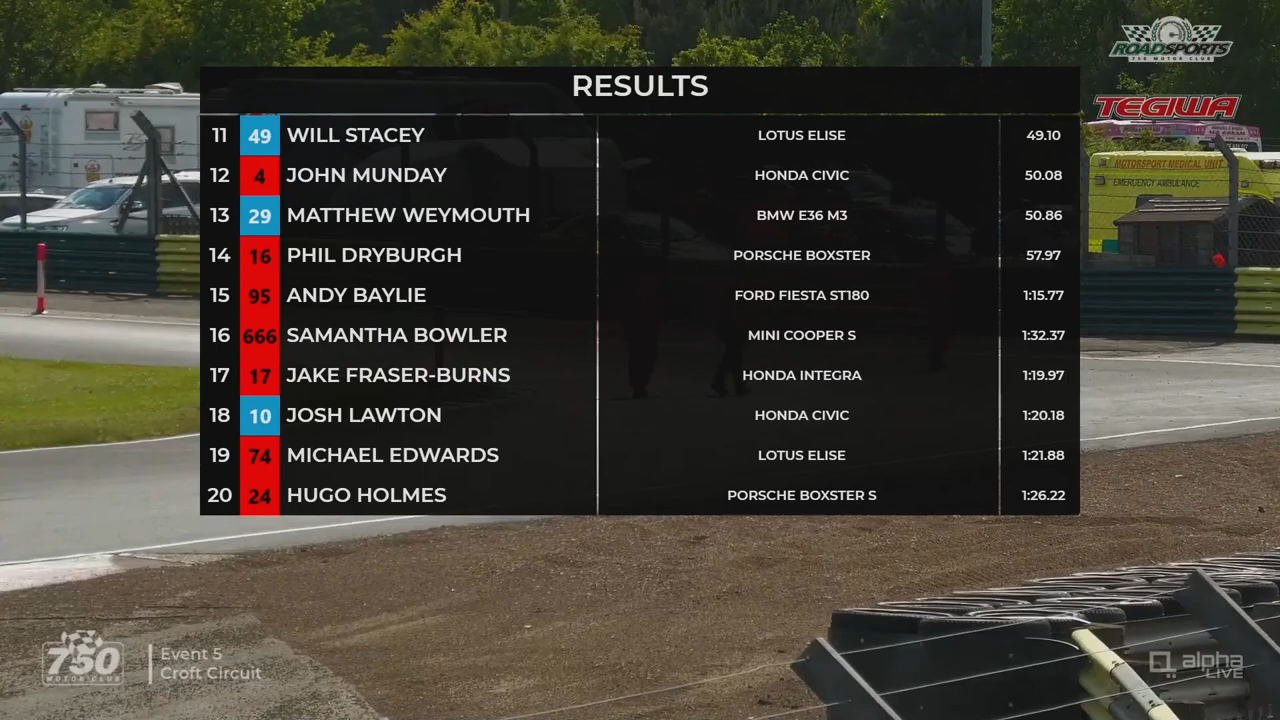 ROADSPORTS
750 MOTOR CLUB
TEGIWA
RESULTS
11 49 WILL STACEY LOTUS ELISE 49.10
12 4 JOHN MUNDAY HONDA CIVIC 50.08
13 29 MATTHEW WEYMOUTH BMW E36 M3 50.86
14 16 PHIL DRYBURGH PORSCHE BOXSTER 57.97
15 95 ANDY BAYLIE FORD FIESTA ST180 1:15.77
16 666 SAMANTHA BOWLER MINI COOPER S 1:32.37
17 17 JAKE FRASER-BURNS HONDA INTEGRA 1:19.97
18 10 JOSH LAWTON HONDA CIVIC 1:20.18
19 74 MICHAEL EDWARDS LOTUS ELISE 1:21.88
20 24 HUGO HOLMES PORSCHE BOXSTER S 1:26.22
MOTORSPORT MEDICAL UNIT
EMERGENCY AMBULANCE
750
MOTOR CLUB
Event 5
Croft Circuit
alpha
LIVE